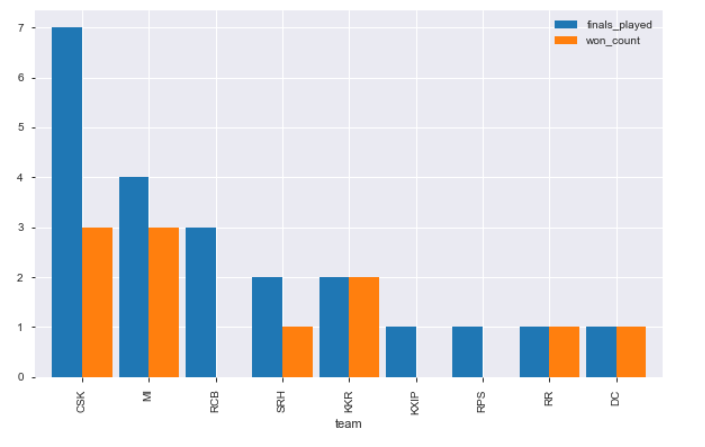 finals_played
won_count
7
6
5
4
3
2
1
0
CSK
MI
RCB
SRH
KKR
KXIP
RPS
RR
DC
team